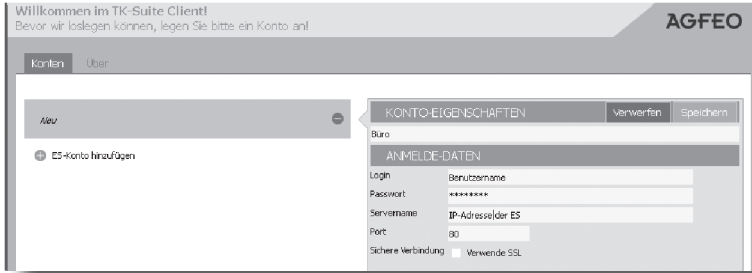 Willkommen im TK-Suite Client!
Bevor wir loslegen können, legen Sie bitte ein Konto an!
AGFEO
Konten Über
Neu
ES-Konto hinzufügen
KONTO-EIGENSCHAFTEN Verwerfen Speichern
Büro
ANMELDE-DATEN
Login Benutzername
Passwort ********
Servername IP-Adresse der ES
Port 80
Sichere Verbindung Verwende SSL